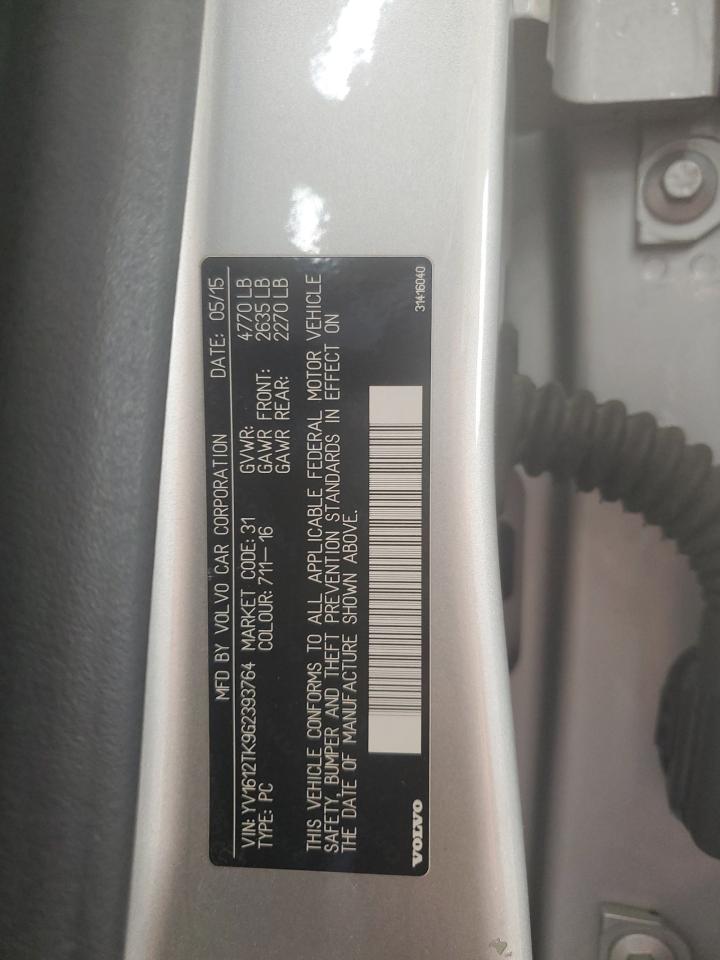 MFD BY VOLVO CAR CORPORATION DATE: 05/15
VIN: YV1612TK9G2393764 MARKET CODE: 31 GVWR: 4770 LB
TYPE: PC COLOUR: 711-16 GAWR FRONT: 2635 LB
GAWR REAR: 2270 LB
THIS VEHICLE CONFORMS TO ALL APPLICABLE FEDERAL MOTOR VEHICLE
SAFETY, BUMPER AND THEFT PREVENTION STANDARDS IN EFFECT ON
THE DATE OF MANUFACTURE SHOWN ABOVE.
VOLVO 31416040